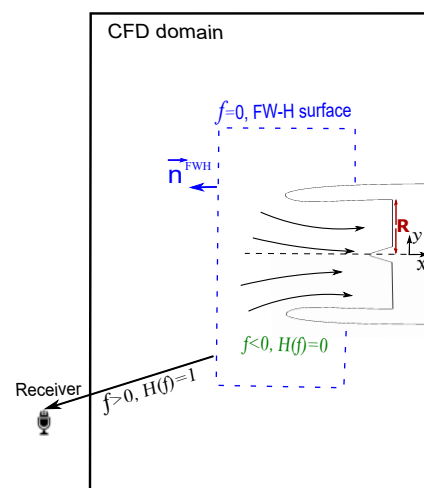 CFD domain
f=0, FW-H surface
n FWH
R
y
x
f<0, H(f)=0
Receiver
f>0, H(f)=1